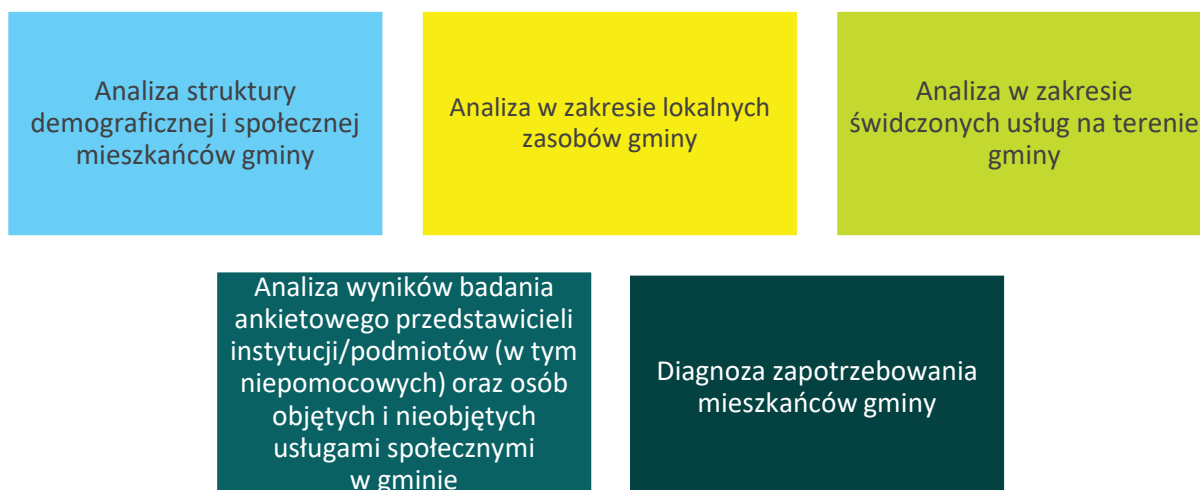 Analiza struktury
demograficznej i społecznej
mieszkańców gminy
Analiza w zakresie lokalnych
zasobów gminy
Analiza w zakresie
świdczonych usług na terenie
gminy
Analiza wyników badania
ankietowego przedstawicieli
instytucji/podmiotów (w tym
niepomocowych) oraz osób
objętych i nieobjętych
usługami społecznymi
w gminie
Diagnoza zapotrzebowania
mieszkańców gminy